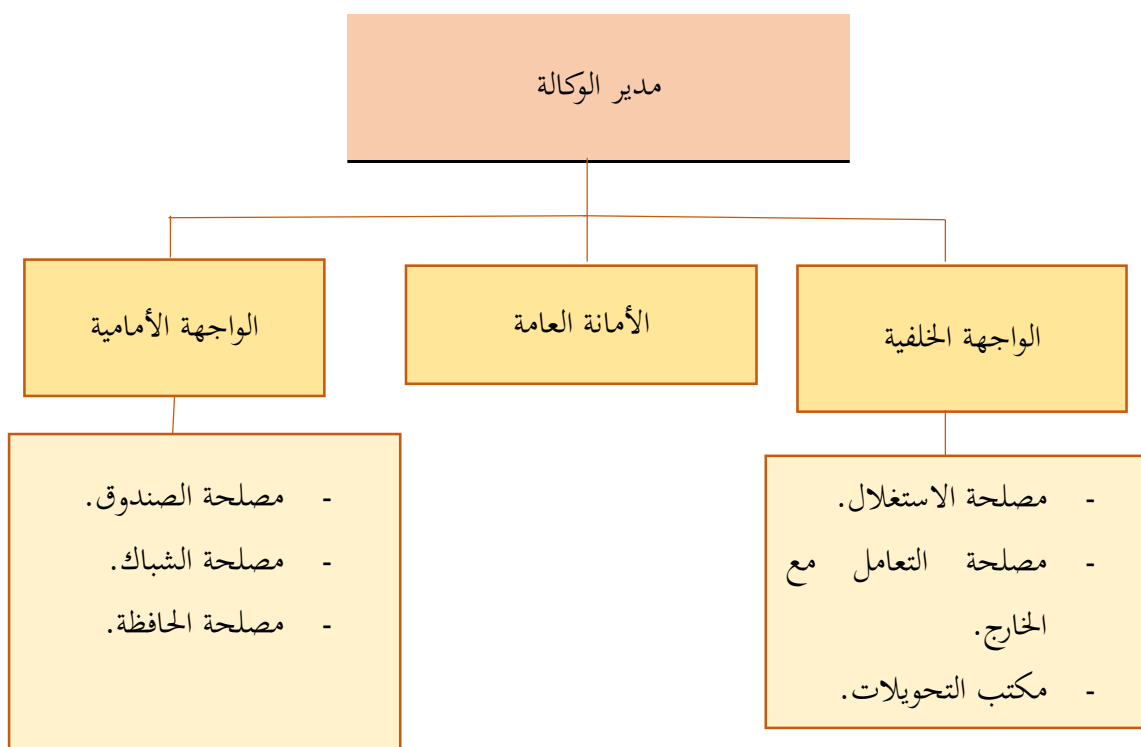 مدير الوكالة
الواجهة الخلفية
الأمانة العامة
الواجهة الأمامية
- مصلحة الاستغلال.
- مصلحة التعامل مع
الخارج.
- مكتب التحويلات.
- مصلحة الصندوق.
- مصلحة الشباك.
- مصلحة الحافظة.